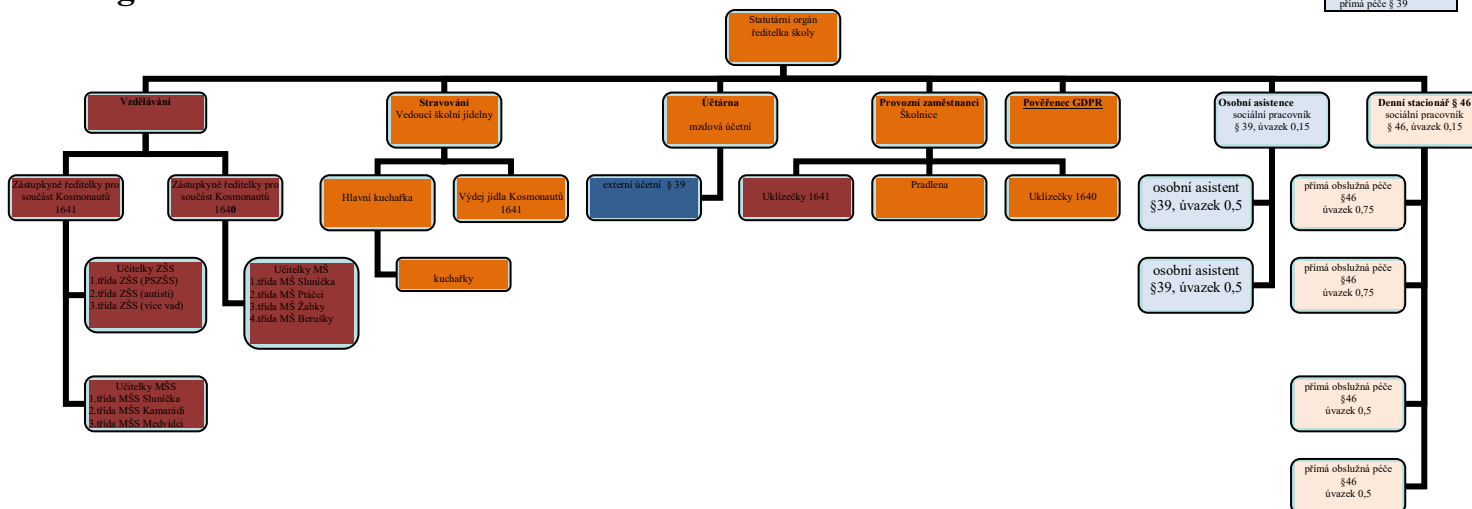 přímá péče § 39
Statutární orgán
ředitelka školy
Vzdělávání
Stravování
Vedoucí školní jídelny
Účtárna
mzdová účetní
Provozní zaměstnanci
Školnice
Pověřenec GDPR
Osobní asistence
sociální pracovník
§ 39, úvazek 0,15
Denní stacionář § 46
sociální pracovník
§ 46, úvazek 0,15
Zástupkyně ředitelky pro
součást Kosmonautů
1641
Zástupkyně ředitelky pro
součást Kosmonautů
1640
Hlavní kuchařka
Výdej jídla Kosmonautů
1641
externí účetní § 39
Uklízečky 1641
Pradlena
Uklízečky 1640
osobní asistent
§39, úvazek 0,5
přímá obslužná péče
§46
úvazek 0,75
Učitelky ZŠS
1.třída ZŠS (PSZŠS)
2.třída ZŠS (autisti)
3.třída ZŠS (více vad)
Učitelky MŠ
1.třída MŠ Sluníčka
2.třída MŠ Ptáčci
3.třída MŠ Žabky
4.třída MŠ Berušky
kuchařky
osobní asistent
§39, úvazek 0,5
přímá obslužná péče
§46
úvazek 0,75
Učitelky MŠS
1.třída MŠS Sluníčka
2.třída MŠS Kamarádi
3.třída MŠS Medvídci
přímá obslužná péče
§46
úvazek 0,5
přímá obslužná péče
§46
úvazek 0,5